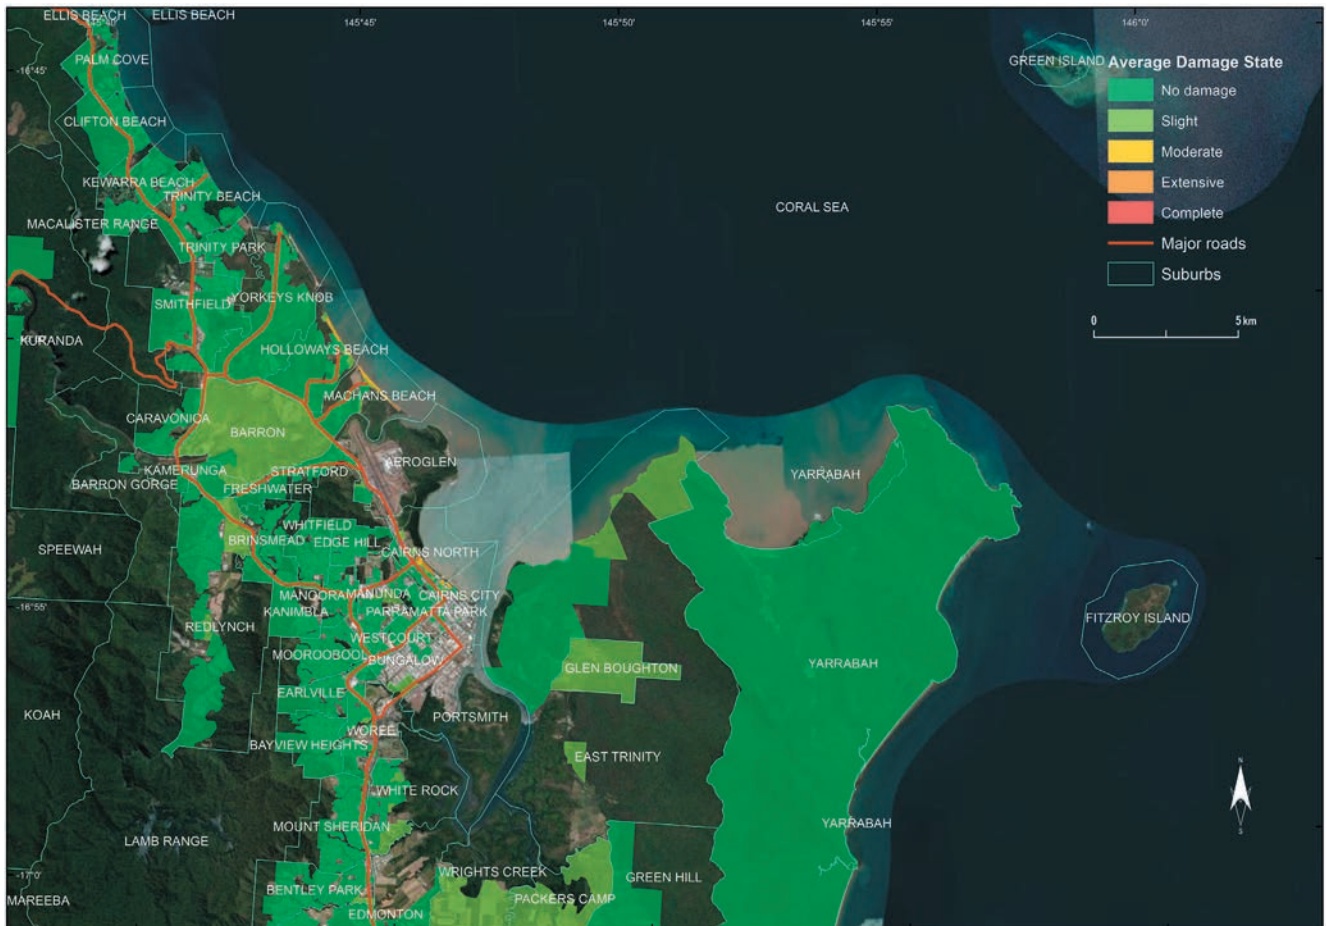 ELLIS BEACH
ELLIS BEACH
145°40'
145°45'
145°50'
145°55'
146°0'
PALM COVE
-16°45'
GREEN ISLAND
Average Damage State
No damage
Slight
Moderate
Extensive
Complete
Major roads
Suburbs
0
5 km
CLIFTON BEACH
KEWARRA BEACH
TRINITY BEACH
CORAL SEA
MACALISTER RANGE
TRINITY PARK
SMITHFIELD
YORKEYS KNOB
KURANDA
HOLLOWAYS BEACH
MACHANS BEACH
CARAVONICA
BARRON
AEROGLEN
KAMERUNGA
STRATFORD
YARRABAH
BARRON GORGE
FRESHWATER
WHITFIELD
BRINSMEAD
EDGE HILL
SPEEWAH
CAIRNS NORTH
-16°55'
MANOORA
MANUNDA
CAIRNS CITY
KANIMBLA
PARRAMATTA PARK
FITZROY ISLAND
REDLYNCH
WESTCOURT
MOOROOBOOL
BUNGALOW
GLEN BOUGHTON
YARRABAH
EARLVILLE
KOAH
PORTSMITH
WOREE
BAYVIEW HEIGHTS
EAST TRINITY
N
S
WHITE ROCK
MOUNT SHERIDAN
YARRABAH
LAMB RANGE
-17°0'
WRIGHTS CREEK
GREEN HILL
BENTLEY PARK
PACKERS CAMP
MAREEBA
EDMONTON